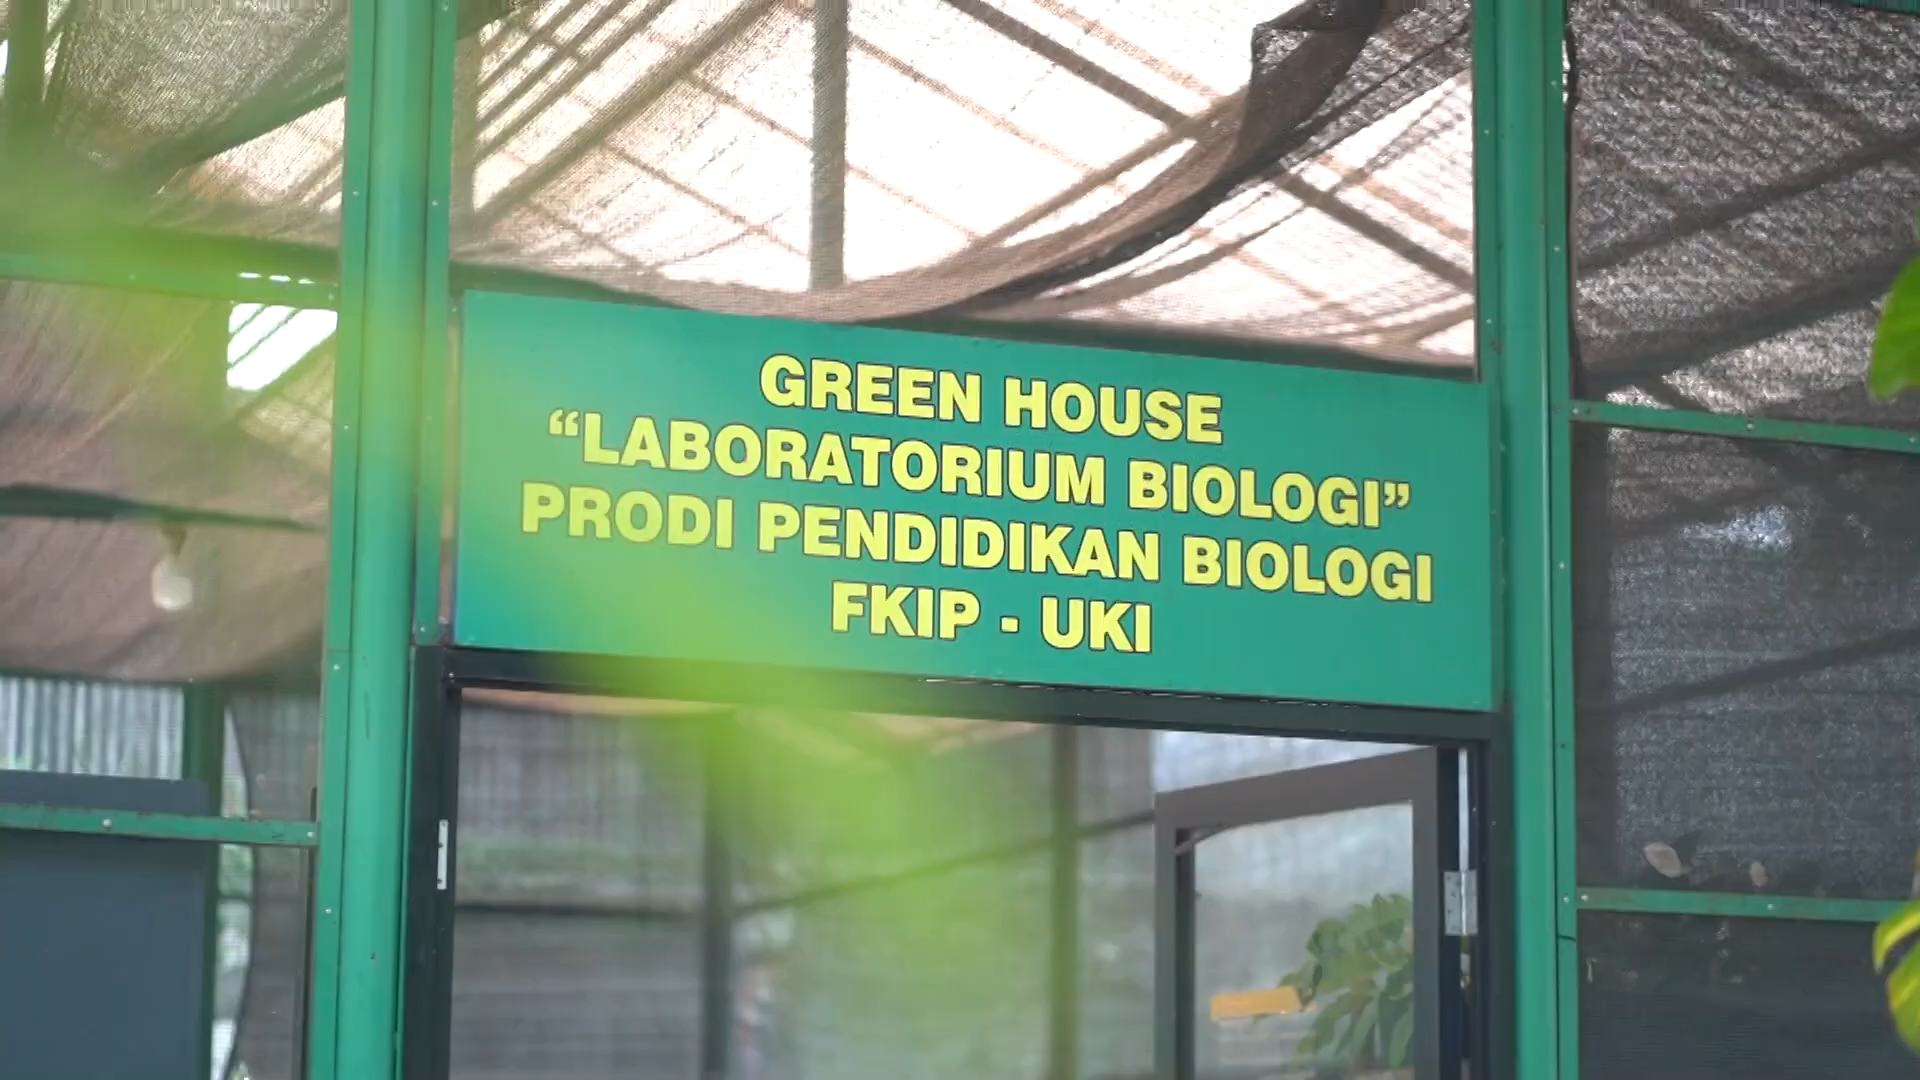 GREEN HOUSE
“LABORATORIUM BIOLOGI”
PRODI PENDIDIKAN BIOLOGI
FKIP - UKI